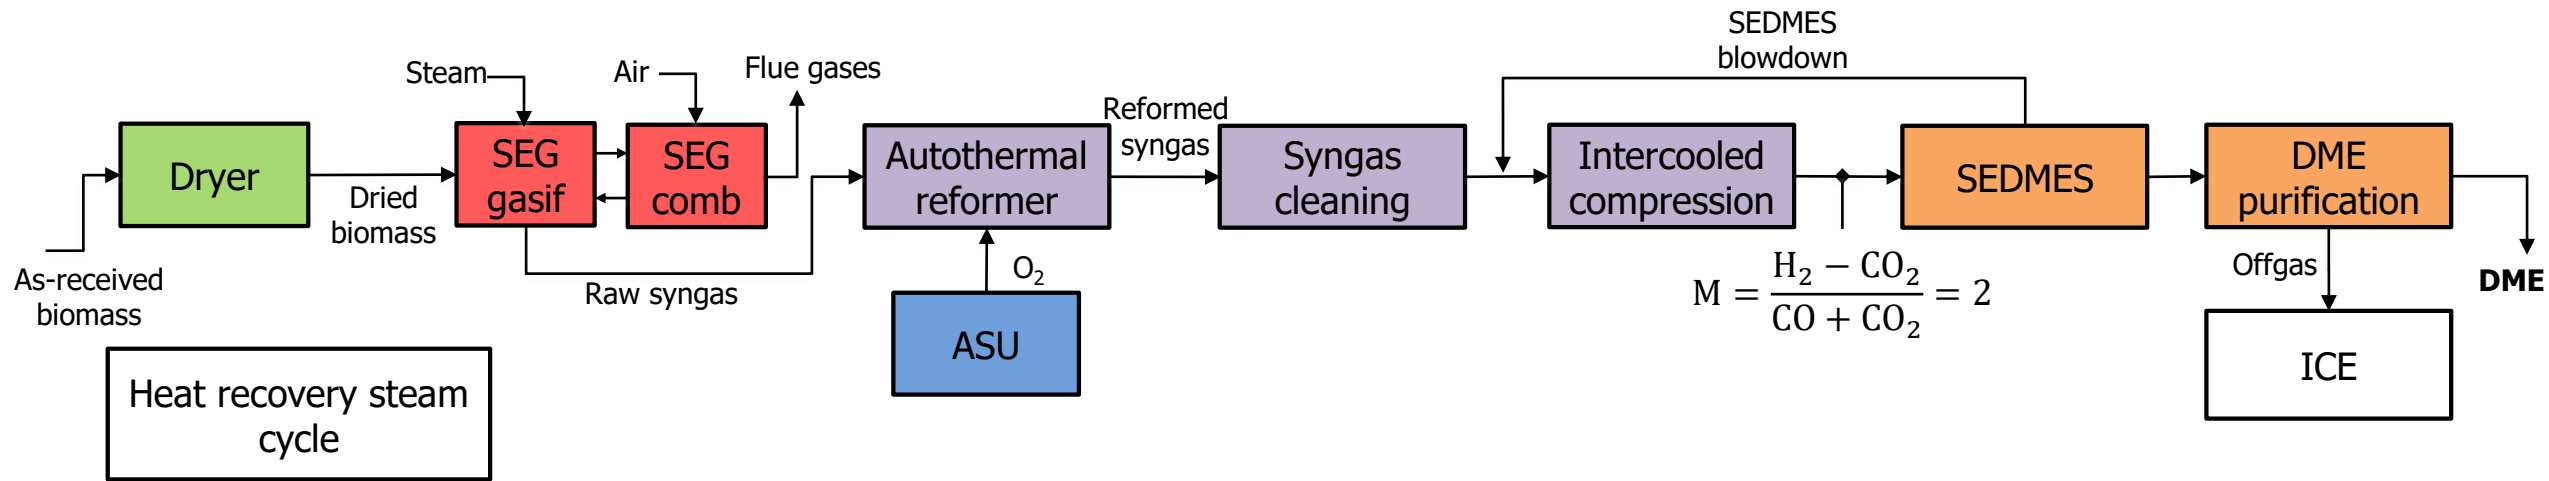 SEDMES
blowdown
Steam
Air
Flue gases
Reformed
syngas
Dryer
SEG
gasif
SEG
comb
Autothermal
reformer
Syngas
cleaning
Intercooled
compression
SEDMES
DME
purification
Dried
biomass
As-received
biomass
Raw syngas
O₂
M = (H₂ − CO₂)/(CO + CO₂) = 2
Offgas
DME
ASU
ICE
Heat recovery steam
cycle